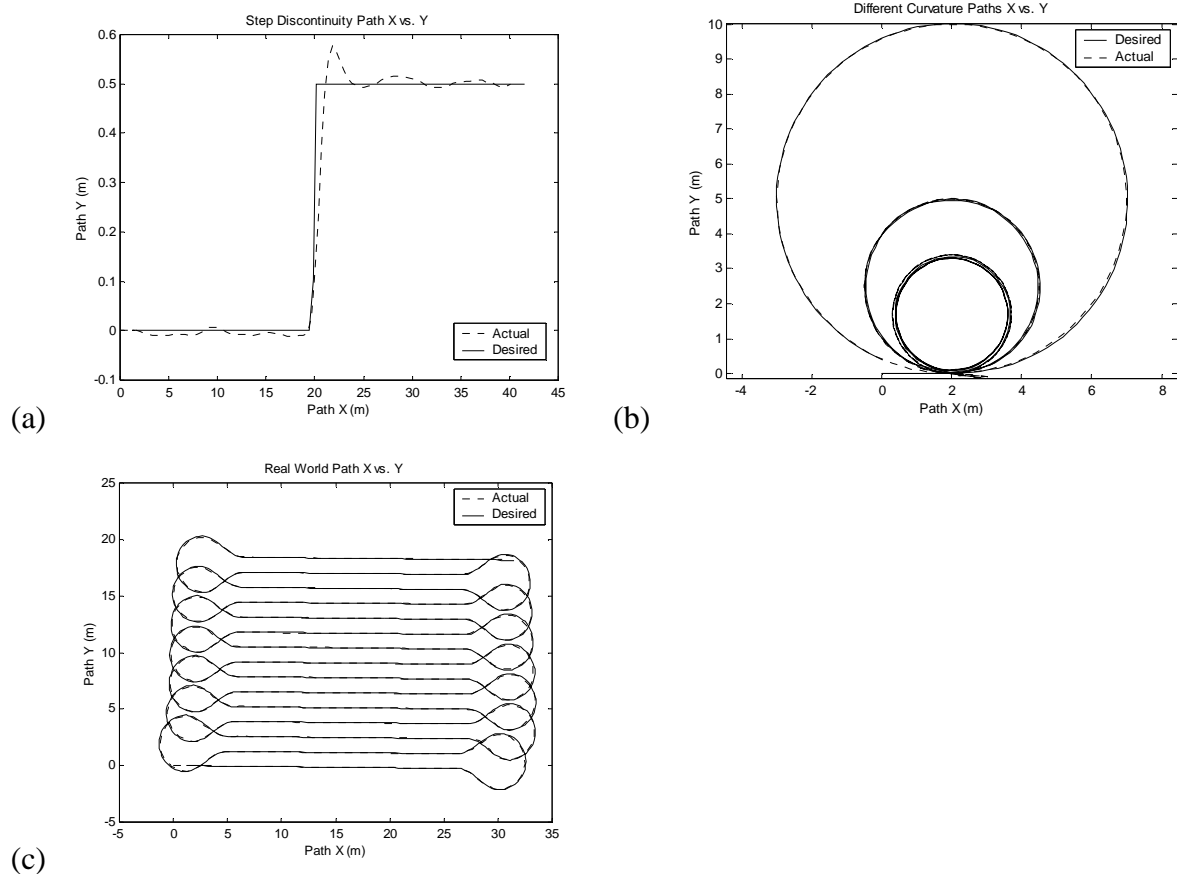 Step Discontinuity Path X vs. Y
0.6
0.5
0.4
0.3
0.2
0.1
0
-0.1
Path Y (m)
0 5 10 15 20 25 30 35 40 45
Path X (m)
Actual
Desired
(a)
Different Curvature Paths X vs. Y
10
9
8
7
6
5
4
3
2
1
0
Path Y (m)
-4 -2 0 2 4 6 8
Path X (m)
Desired
Actual
(b)
Real World Path X vs. Y
25
20
15
10
5
0
-5
Path Y (m)
-5 0 5 10 15 20 25 30 35
Path X (m)
Actual
Desired
(c)